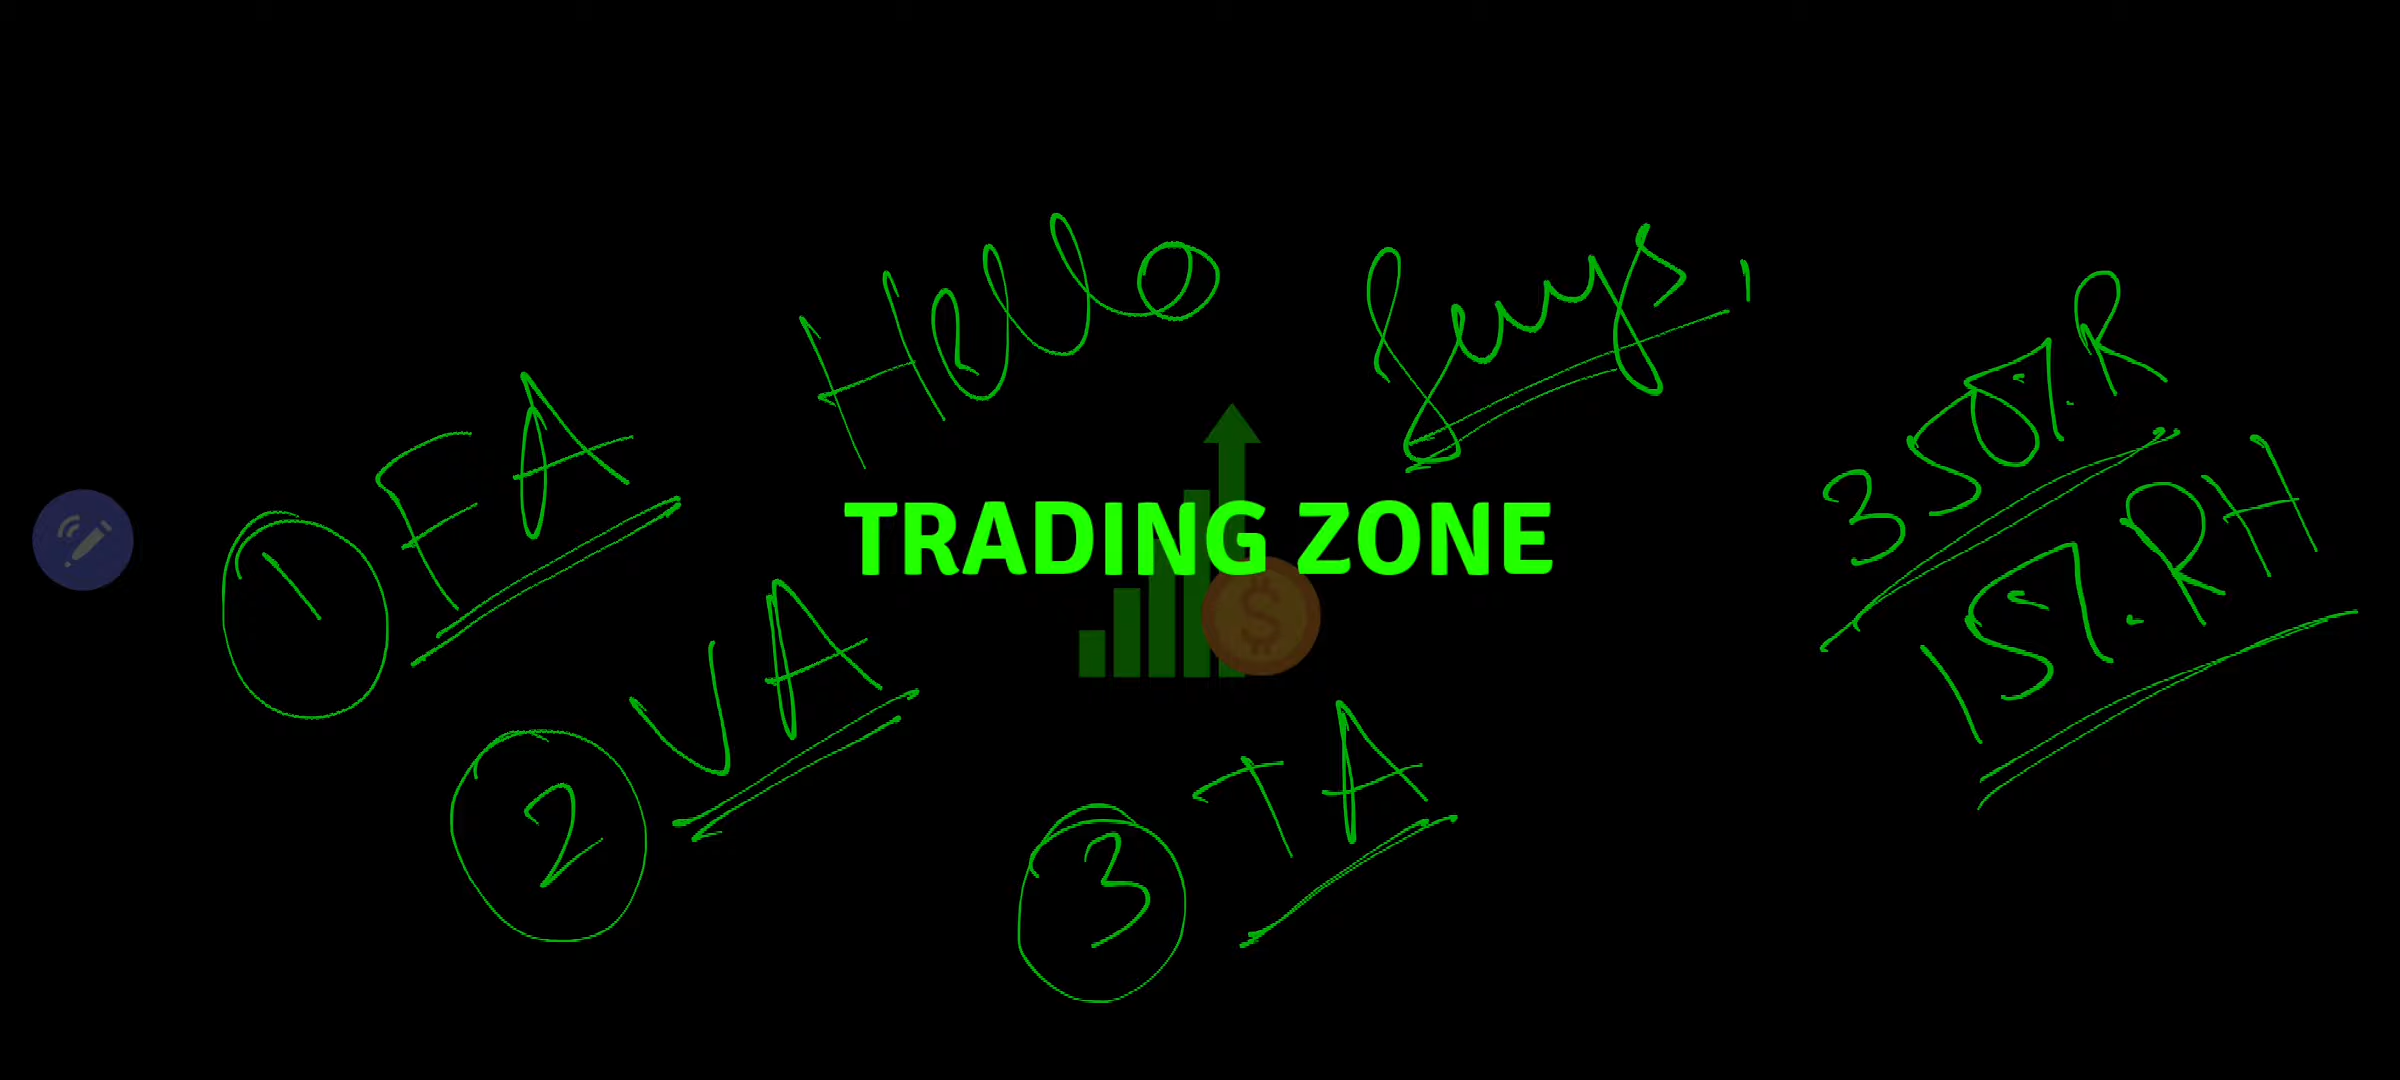 Hello guys,
① FA
TRADING ZONE
② VA
③ TA
350%.R
15%.RH